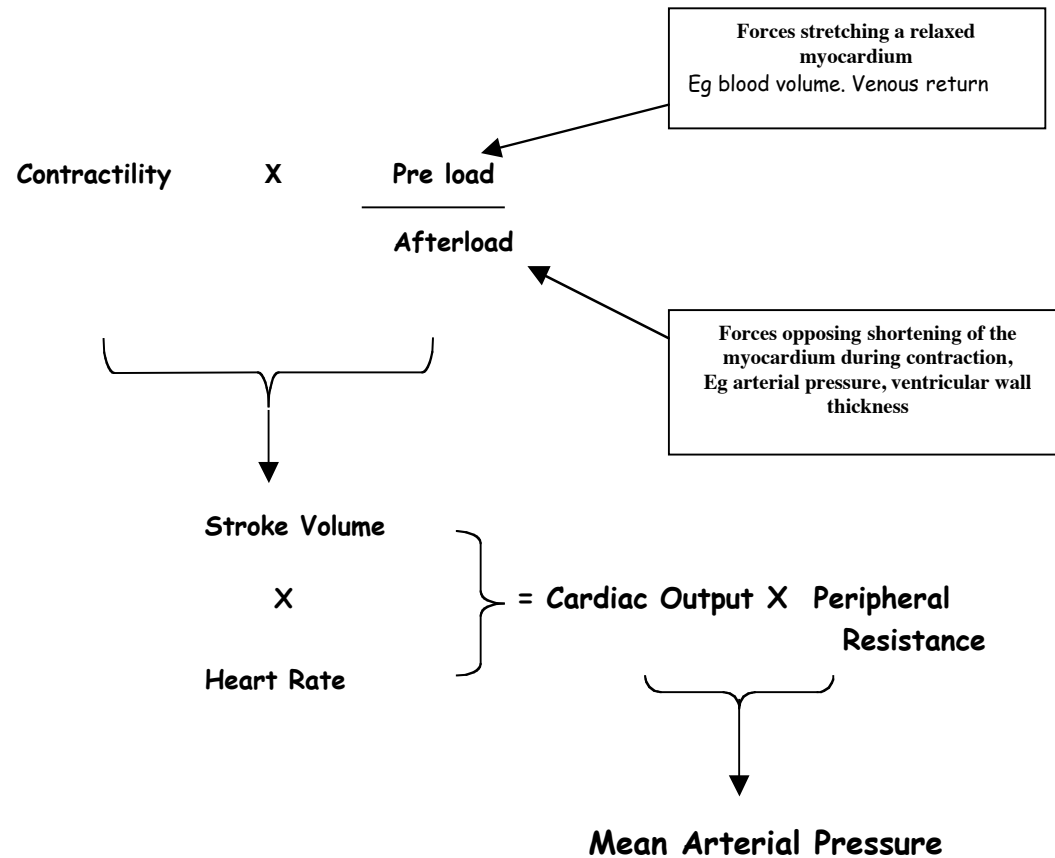 Forces stretching a relaxed
myocardium
Eg blood volume. Venous return
Contractility X Pre load
Afterload
Forces opposing shortening of the
myocardium during contraction,
Eg arterial pressure, ventricular wall
thickness
Stroke Volume
X
= Cardiac Output X Peripheral
Resistance
Heart Rate
Mean Arterial Pressure